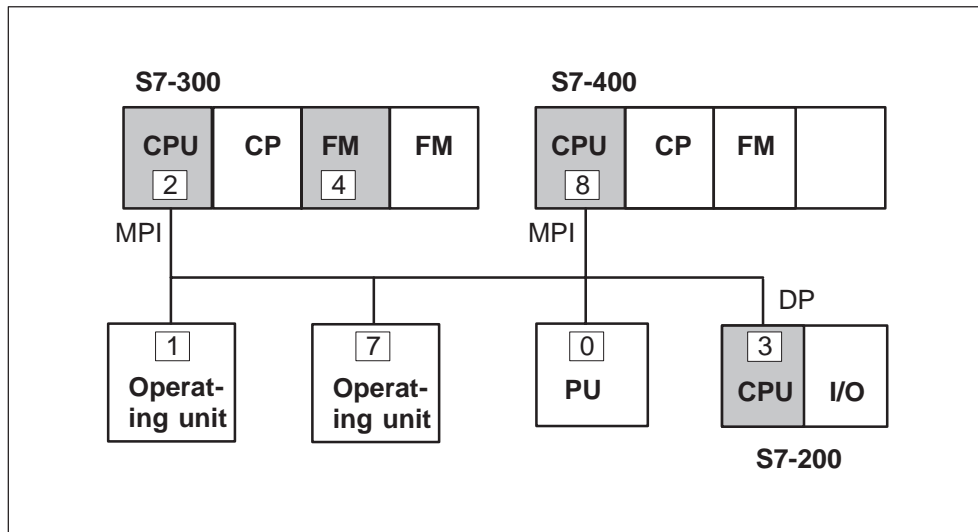 S7-300
S7-400
CPU CP FM FM
2 4
CPU CP FM
8
MPI
MPI
DP
1
Operat-
ing unit
7
Operat-
ing unit
0
PU
3
CPU I/O
S7-200